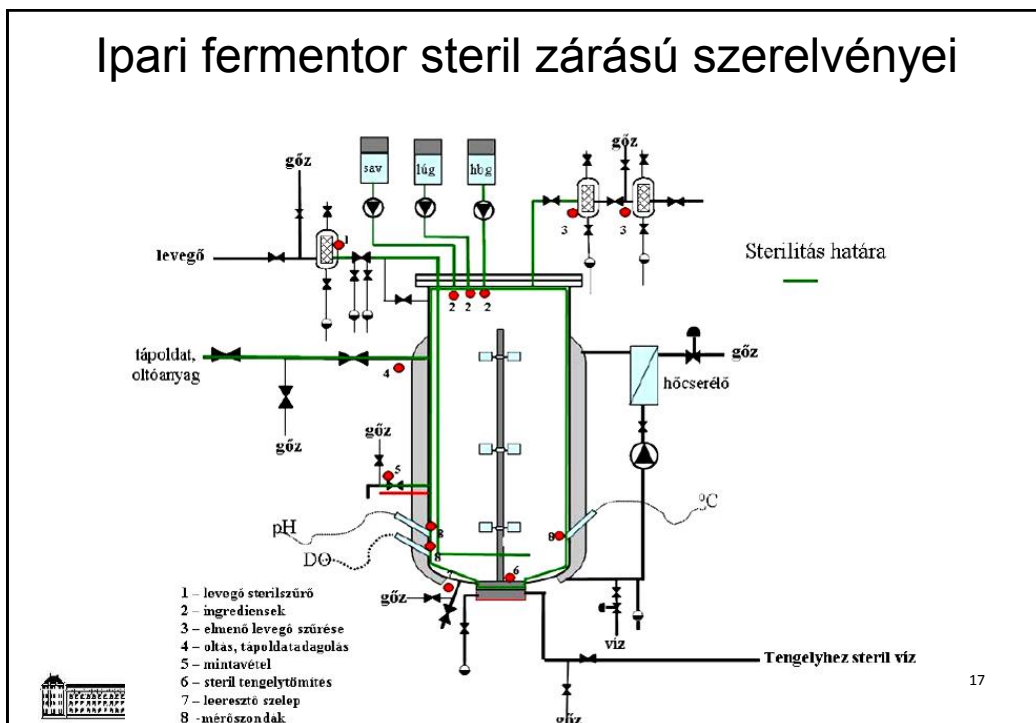 Ipari fermentor steril zárású szerelvényei
gőz
sav
lúg
hbg
gőz
1
levegő
3
3
Sterilitás határa
2
2
2
tápoldat,
oltóanyag
4
gőz
hőcserélő
gőz
gőz
5
pH
8
DO
8
8
°C
7
6
gőz
víz
1 – levegő sterilszűrő
2 – ingrediensek
3 – elmenő levegő szűrése
4 – oltás, tápoldatadagolás
5 – mintavétel
6 – steril tengelytömítés
7 – leeresztő szelep
8 -mérőszondák
Tengelyhez steril víz
gőz
17